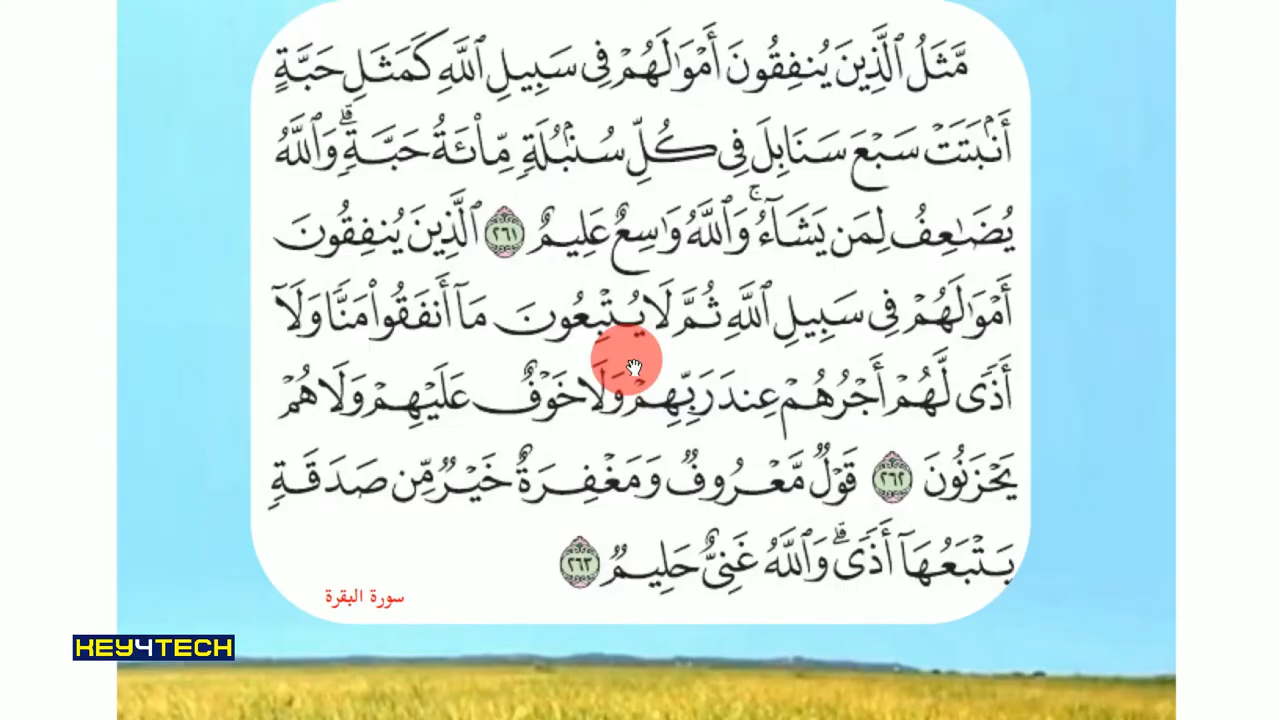 مَّثَلُ ٱلَّذِينَ يُنفِقُونَ أَمْوَٰلَهُمْ فِى سَبِيلِ ٱللَّهِ كَمَثَلِ حَبَّةٍ
أَنۢبَتَتْ سَبْعَ سَنَابِلَ فِى كُلِّ سُنۢبُلَةٍ مِّا۟ئَةُ حَبَّةٍ ۗ وَٱللَّهُ
يُضَـٰعِفُ لِمَن يَشَآءُ ۚ وَٱللَّهُ وَٰسِعٌ عَلِيمٌ ٢٦١ ٱلَّذِينَ يُنفِقُونَ
أَمْوَٰلَهُمْ فِى سَبِيلِ ٱللَّهِ ثُمَّ لَا يُتْبِعُونَ مَآ أَنفَقُوا۟ مَنًّا وَلَآ
أَذًى لَّهُمْ أَجْرُهُمْ عِندَ رَبِّهِمْ وَلَا خَوْفٌ عَلَيْهِمْ وَلَا هُمْ
يَحْزَنُونَ ٢٦٢ قَوْلٌ مَّعْرُوفٌ وَمَغْفِرَةٌ خَيْرٌ مِّن صَدَقَةٍ
يَتْبَعُهَآ أَذًى ۗ وَٱللَّهُ غَنِىٌّ حَلِيمٌ ٢٦٣
سورة البقرة
KEY4TECH